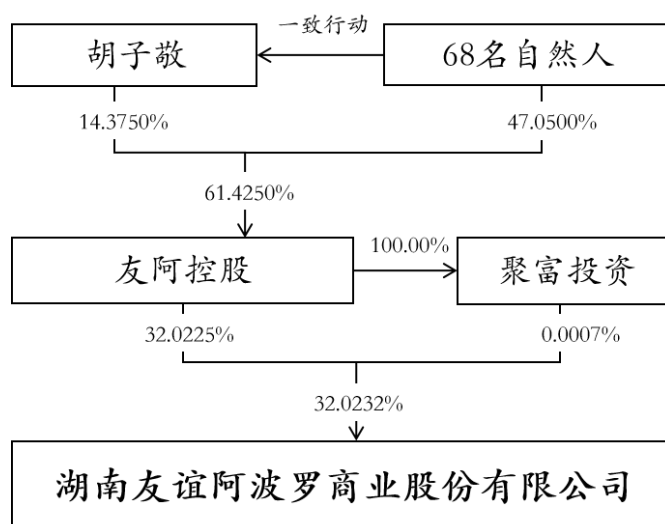 一致行动
胡子敬
68名自然人
14.3750%
47.0500%
61.4250%
友阿控股
100.00%
聚富投资
32.0225%
0.0007%
32.0232%
湖南友谊阿波罗商业股份有限公司